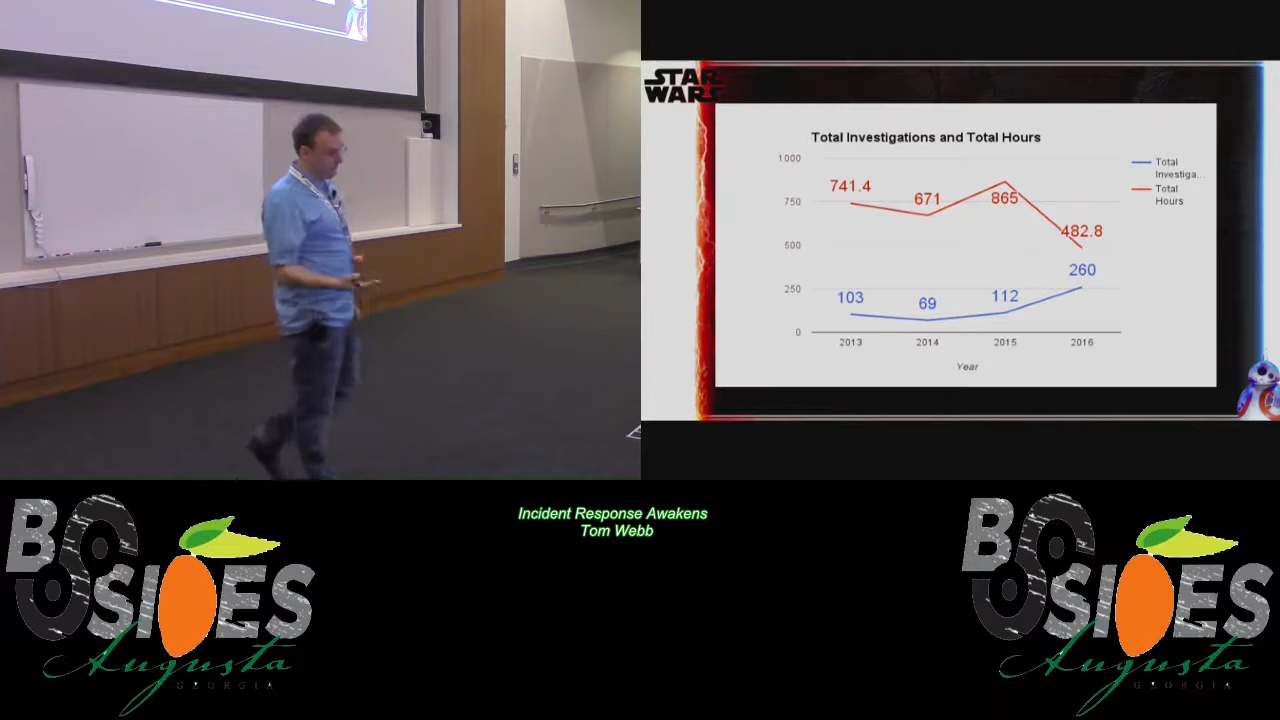 STAR
WARS
Total Investigations and Total Hours
1000
750
500
250
0
741.4
671
865
482.8
103
69
112
260
2013
2014
2015
2016
Year
Total
Investiga...
Total
Hours
Incident Response Awakens
Tom Webb
BSIDES
Augusta
GEORGIA
BSIDES
Augusta
GEORGIA